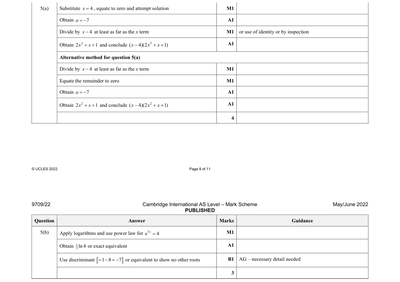 5(a) Substitute x = 4, equate to zero and attempt solution M1
Obtain a = −7 A1
Divide by x − 4 at least as far as the x term M1 or use of identity or by inspection
Obtain 2x² + x + 1 and conclude (x − 4)(2x² + x + 1) A1
Alternative method for question 5(a)
Divide by x − 4 at least as far as the x term M1
Equate the remainder to zero M1
Obtain a = −7 A1
Obtain 2x² + x + 1 and conclude (x − 4)(2x² + x + 1) A1
4
© UCLES 2022 Page 8 of 11
9709/22 Cambridge International AS Level – Mark Scheme May/June 2022
PUBLISHED
Question Answer Marks Guidance
5(b) Apply logarithms and use power law for = 4 M1
Obtain ln 4 or exact equivalent A1
Use discriminant [= 1 − 8 = −7] or equivalent to show no other roots B1 AG – necessary detail needed
3